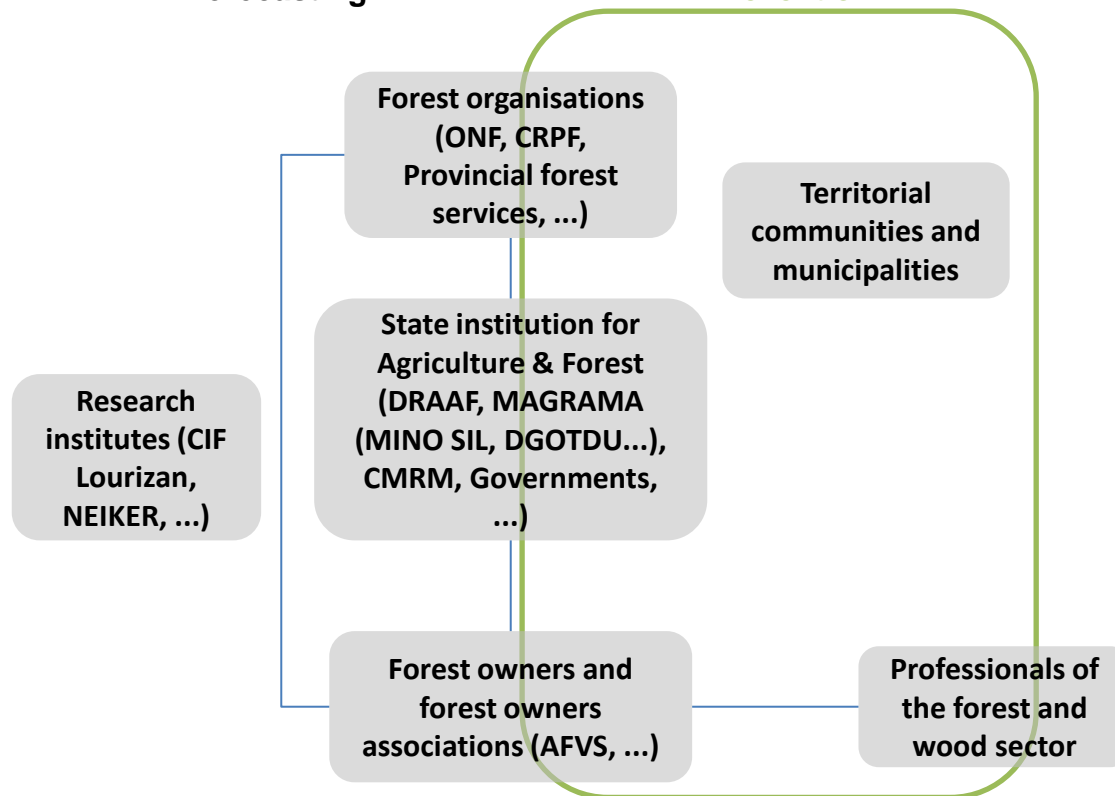 Forest organisations
(ONF, CRPF,
Provincial forest
services, ...)
Territorial
communities and
municipalities
State institution for
Agriculture & Forest
(DRAAF, MAGRAMA
(MINO SIL, DGOTDU...),
CMRM, Governments,
...)
Research
institutes (CIF
Lourizan,
NEIKER, ...)
Forest owners and
forest owners
associations (AFVS, ...)
Professionals of
the forest and
wood sector